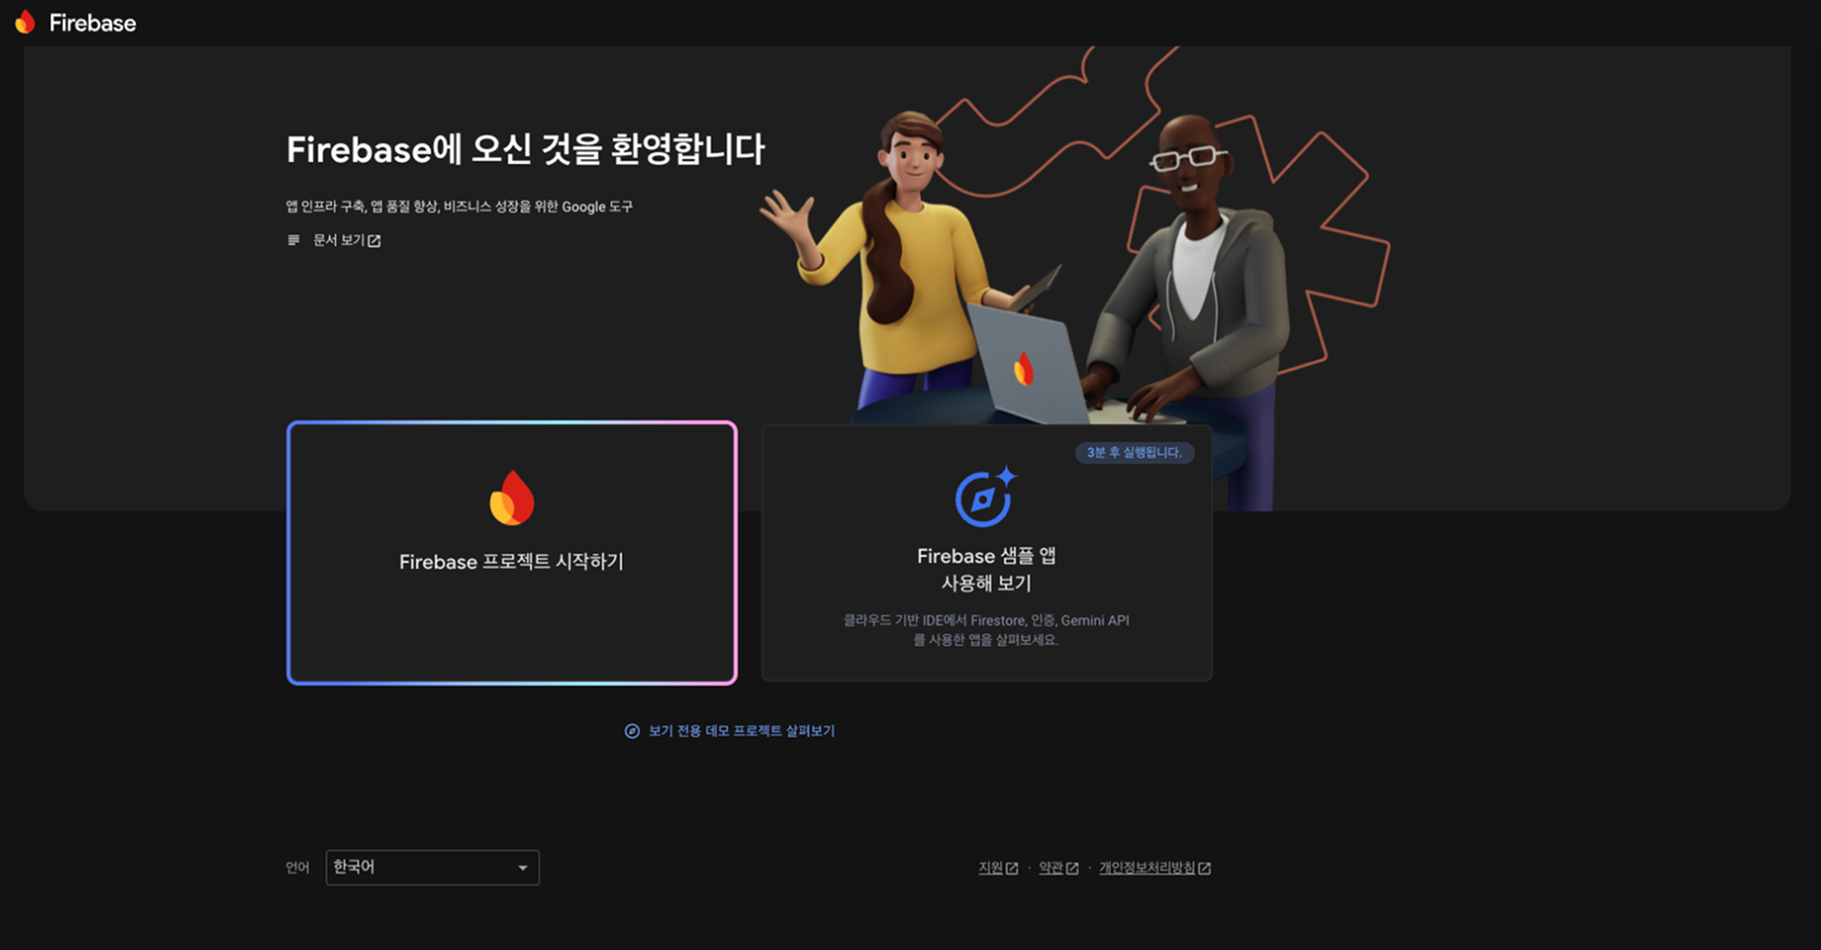 Firebase
Firebase에 오신 것을 환영합니다
앱 인프라 구축, 앱 품질 향상, 비즈니스 성장을 위한 Google 도구
문서 보기
Firebase 프로젝트 시작하기
3분 후 실행됩니다.
Firebase 샘플 앱
사용해 보기
클라우드 기반 IDE에서 Firestore, 인증, Gemini API
를 사용한 앱을 살펴보세요.
보기 전용 데모 프로젝트 살펴보기
언어 한국어
지원 · 약관 · 개인정보처리방침